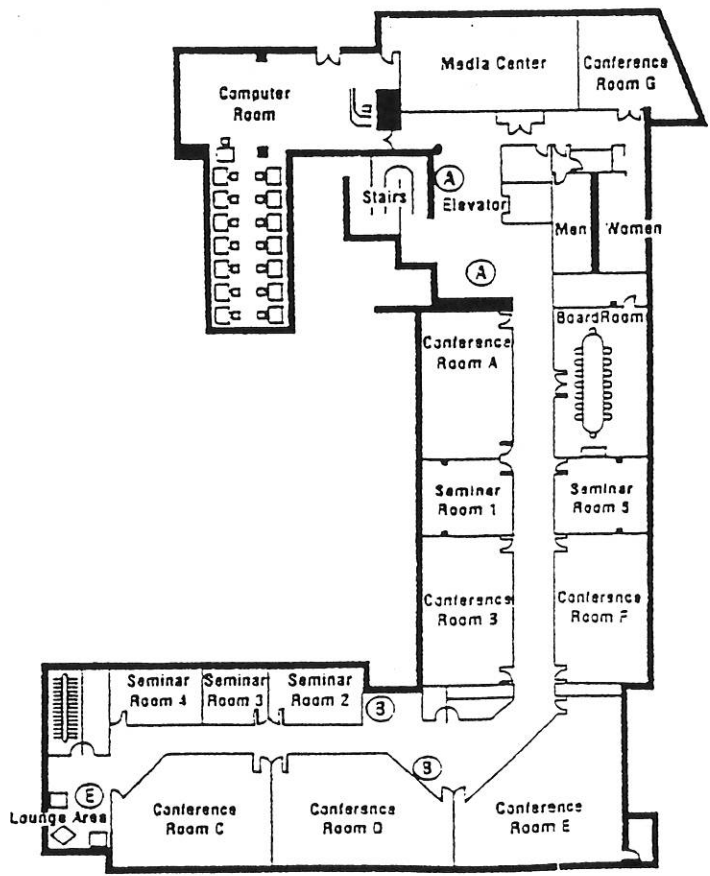 Media Center
Conference
Room G
Computer
Room
A
Stairs
Elevator
Men
Women
A
BoardRoom
Conference
Room A
Seminar
Room 1
Seminar
Room 5
Conference
Room B
Conference
Room F
Seminar
Room 4
Seminar
Room 3
Seminar
Room 2
B
B
E
Lounge Area
Conference
Room C
Conference
Room D
Conference
Room E